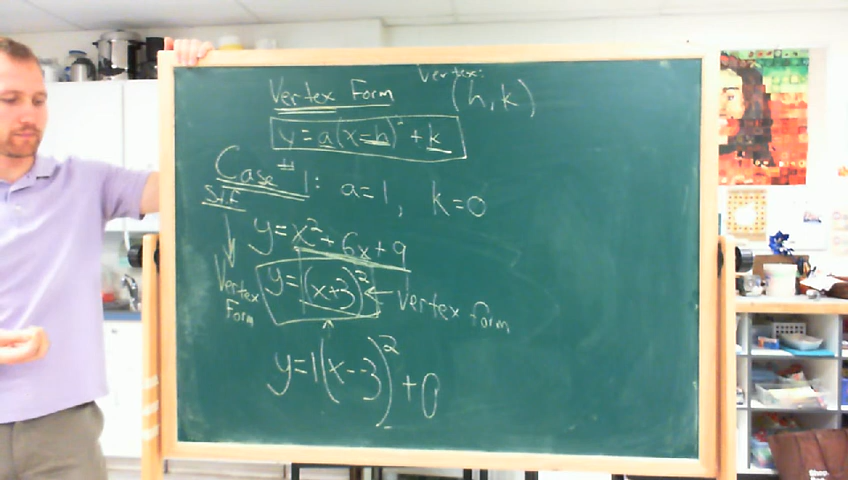 Vertex Form
Vertex:
(h, k)
y = a(x-h)² + k
Case #1: a=1, k=0
S.F.
y = x² + 6x + 9
Vertex Form
y = (x+3)² ← Vertex form
y = 1(x--3)² + 0